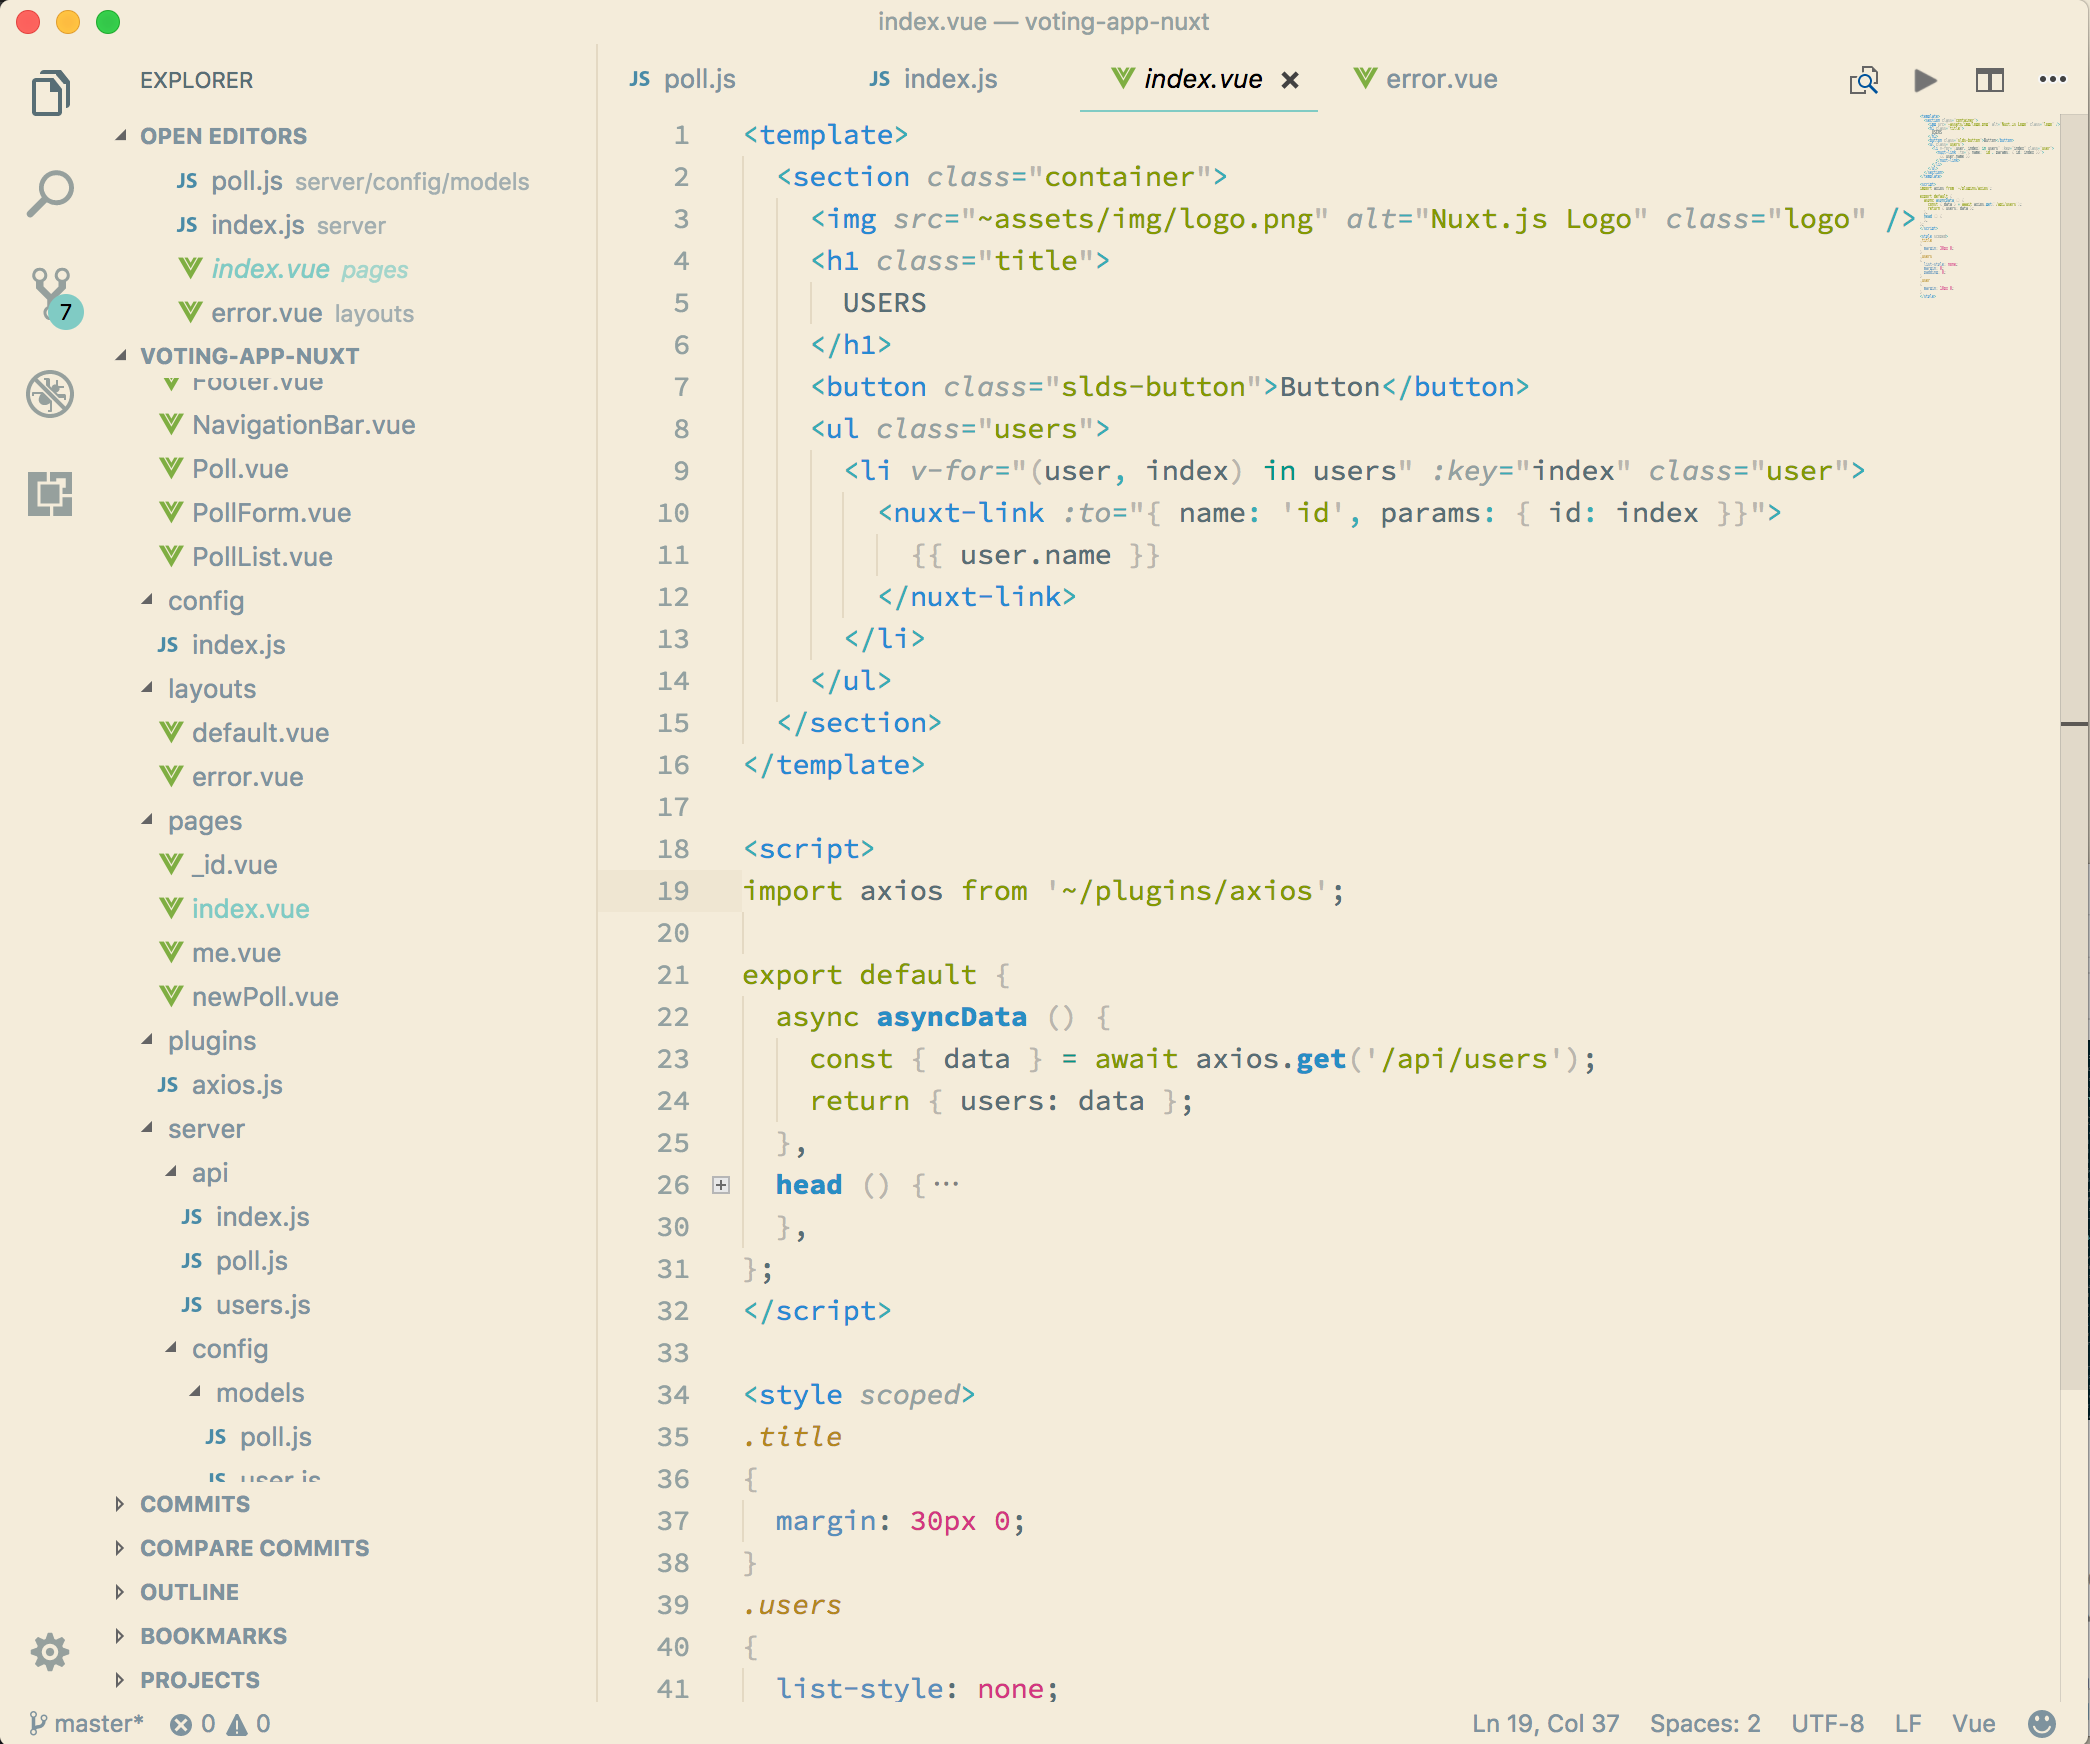 index.vue — voting-app-nuxt
EXPLORER
OPEN EDITORS
JS poll.js server/config/models
JS index.js server
index.vue pages
error.vue layouts
VOTING-APP-NUXT
Footer.vue
NavigationBar.vue
Poll.vue
PollForm.vue
PollList.vue
config
JS index.js
layouts
default.vue
error.vue
pages
_id.vue
index.vue
me.vue
newPoll.vue
plugins
JS axios.js
server
api
JS index.js
JS poll.js
JS users.js
config
models
JS poll.js
JS user.js
COMMITS
COMPARE COMMITS
OUTLINE
BOOKMARKS
PROJECTS
7
JS poll.js JS index.js index.vue error.vue
1 <template>
2 <section class="container">
3 <img src="~assets/img/logo.png" alt="Nuxt.js Logo" class="logo" />
4 <h1 class="title">
5 USERS
6 </h1>
7 <button class="slds-button">Button</button>
8 <ul class="users">
9 <li v-for="(user, index) in users" :key="index" class="user">
10 <nuxt-link :to="{ name: 'id', params: { id: index }}">
11 {{ user.name }}
12 </nuxt-link>
13 </li>
14 </ul>
15 </section>
16 </template>
17
18 <script>
19 import axios from '~/plugins/axios';
20
21 export default {
22 async asyncData () {
23 const { data } = await axios.get('/api/users');
24 return { users: data };
25 },
26 head () {⋯
30 },
31 };
32 </script>
33
34 <style scoped>
35 .title
36 {
37 margin: 30px 0;
38 }
39 .users
40 {
41 list-style: none;
master* 0 0 Ln 19, Col 37 Spaces: 2 UTF-8 LF Vue